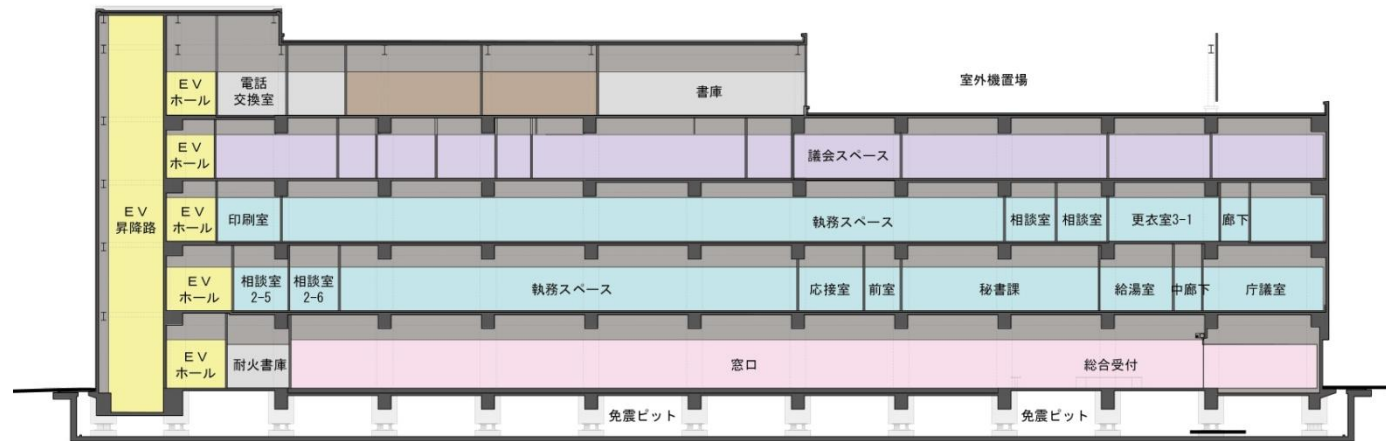 室外機置場
ＥＶ
ホール
電話
交換室
書庫
ＥＶ
ホール
議会スペース
ＥＶ
昇降路
ＥＶ
ホール
印刷室
執務スペース
相談室
相談室
更衣室3-1
廊下
ＥＶ
ホール
相談室
2-5
相談室
2-6
執務スペース
応接室
前室
秘書課
給湯室
中廊下
庁議室
ＥＶ
ホール
耐火書庫
窓口
総合受付
免震ピット
免震ピット